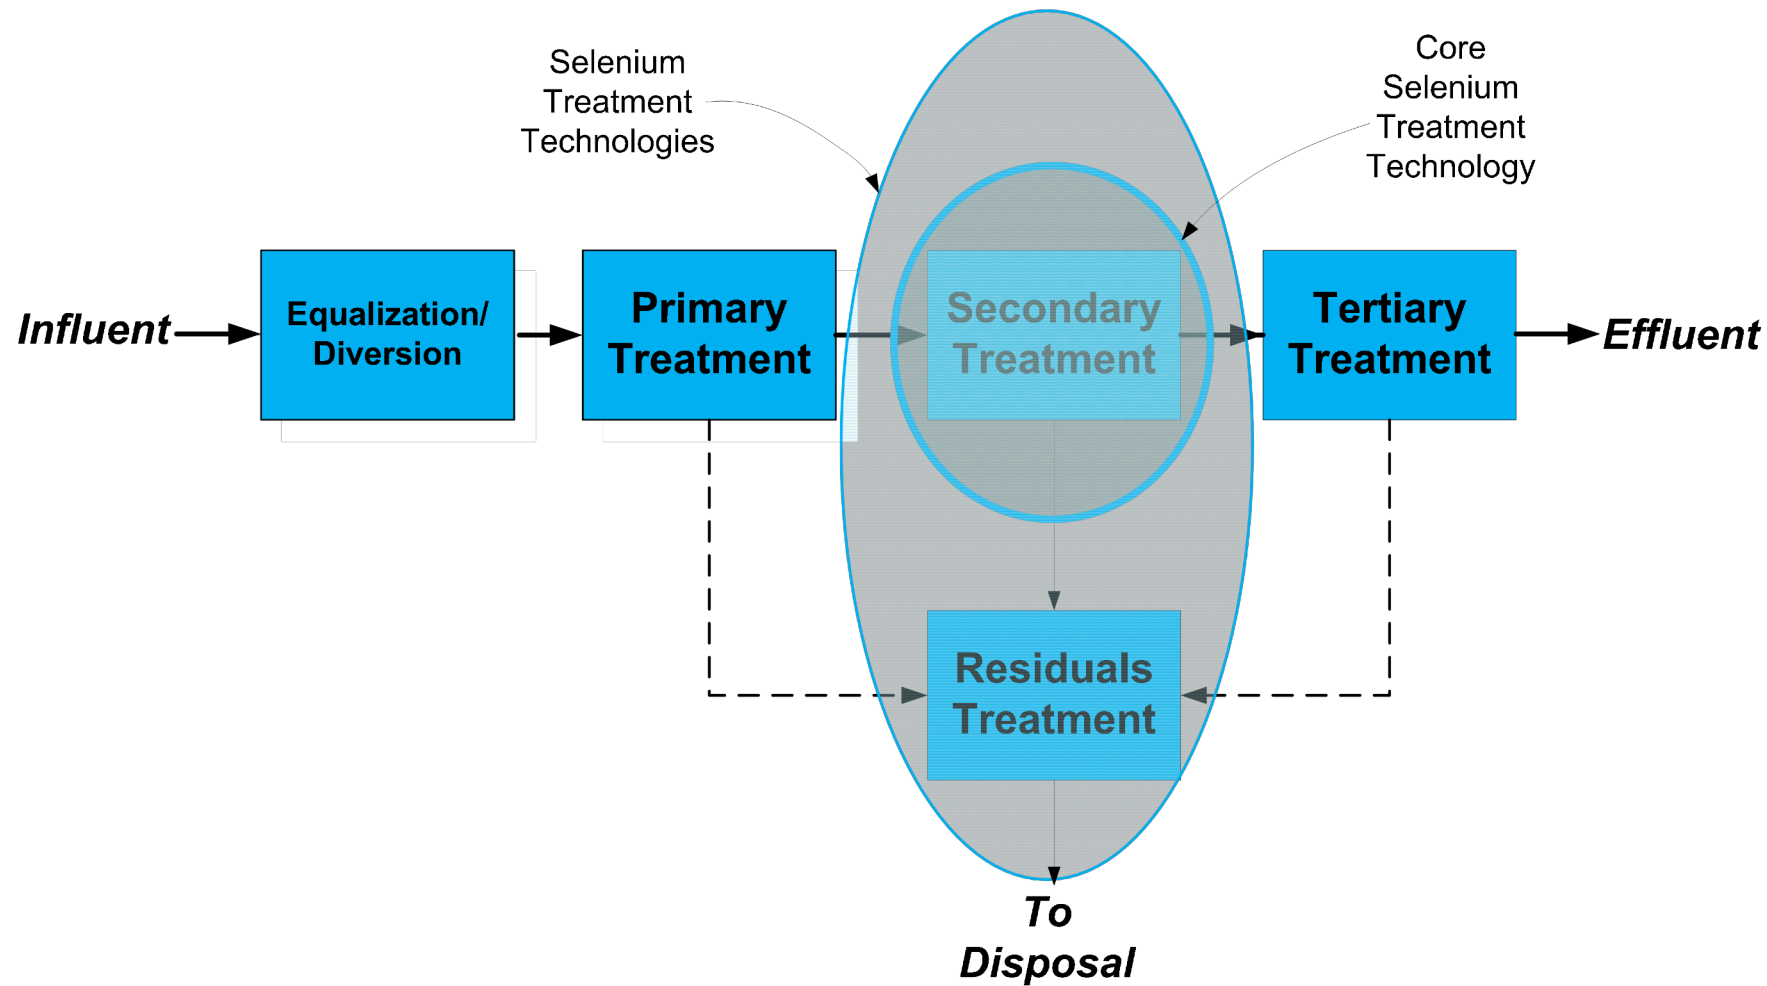 Selenium
Treatment
Technologies
Core
Selenium
Treatment
Technology
Influent
Equalization/
Diversion
Primary
Treatment
Secondary
Treatment
Tertiary
Treatment
Effluent
Residuals
Treatment
To
Disposal